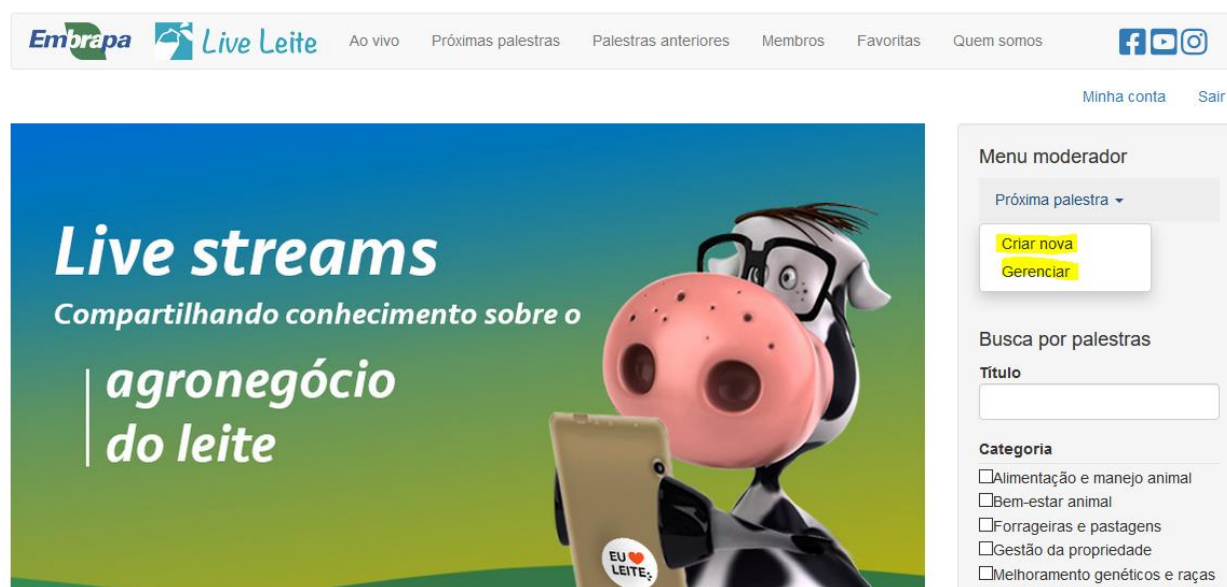 Embrapa Live Leite Ao vivo Próximas palestras Palestras anteriores Membros Favoritas Quem somos
Minha conta Sair
Live streams
Compartilhando conhecimento sobre o
agronegócio
do leite
EU
LEITE
Menu moderador
Próxima palestra
Criar nova
Gerenciar
Busca por palestras
Título
Categoria
Alimentação e manejo animal
Bem-estar animal
Forrageiras e pastagens
Gestão da propriedade
Melhoramento genéticos e raças